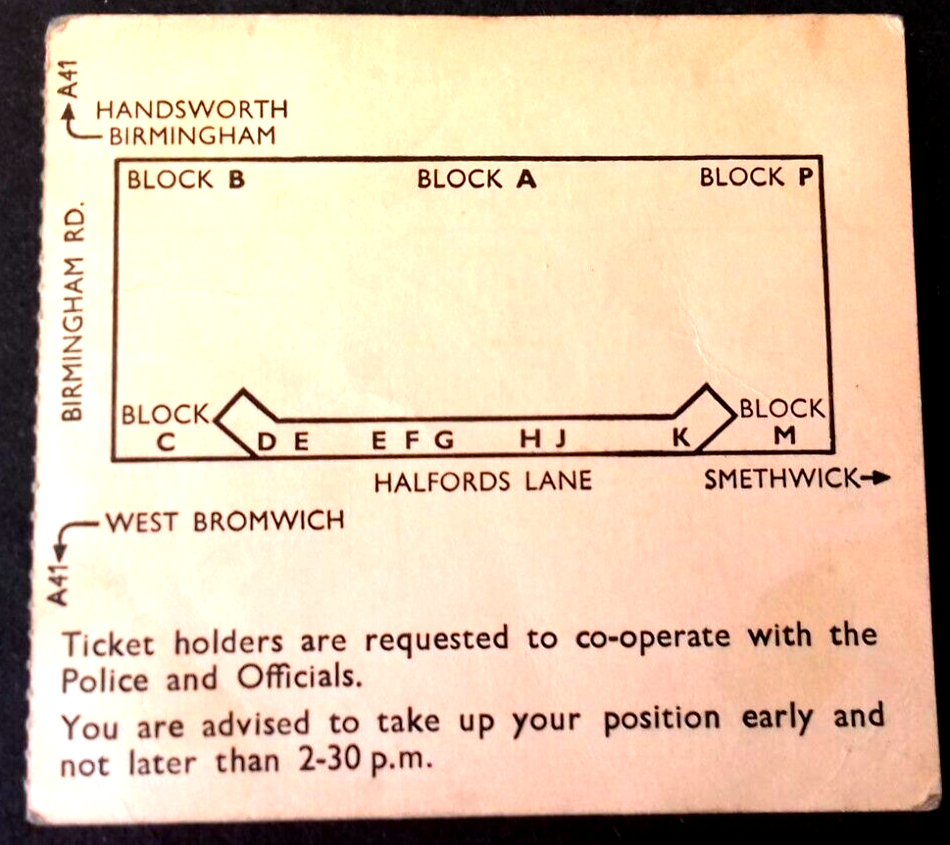 A41
HANDSWORTH
BIRMINGHAM
BLOCK B BLOCK A BLOCK P
BIRMINGHAM RD.
BLOCK
C
D E E F G H J K
BLOCK
M
HALFORDS LANE
SMETHWICK
WEST BROMWICH
A41
Ticket holders are requested to co-operate with the
Police and Officials.
You are advised to take up your position early and
not later than 2-30 p.m.